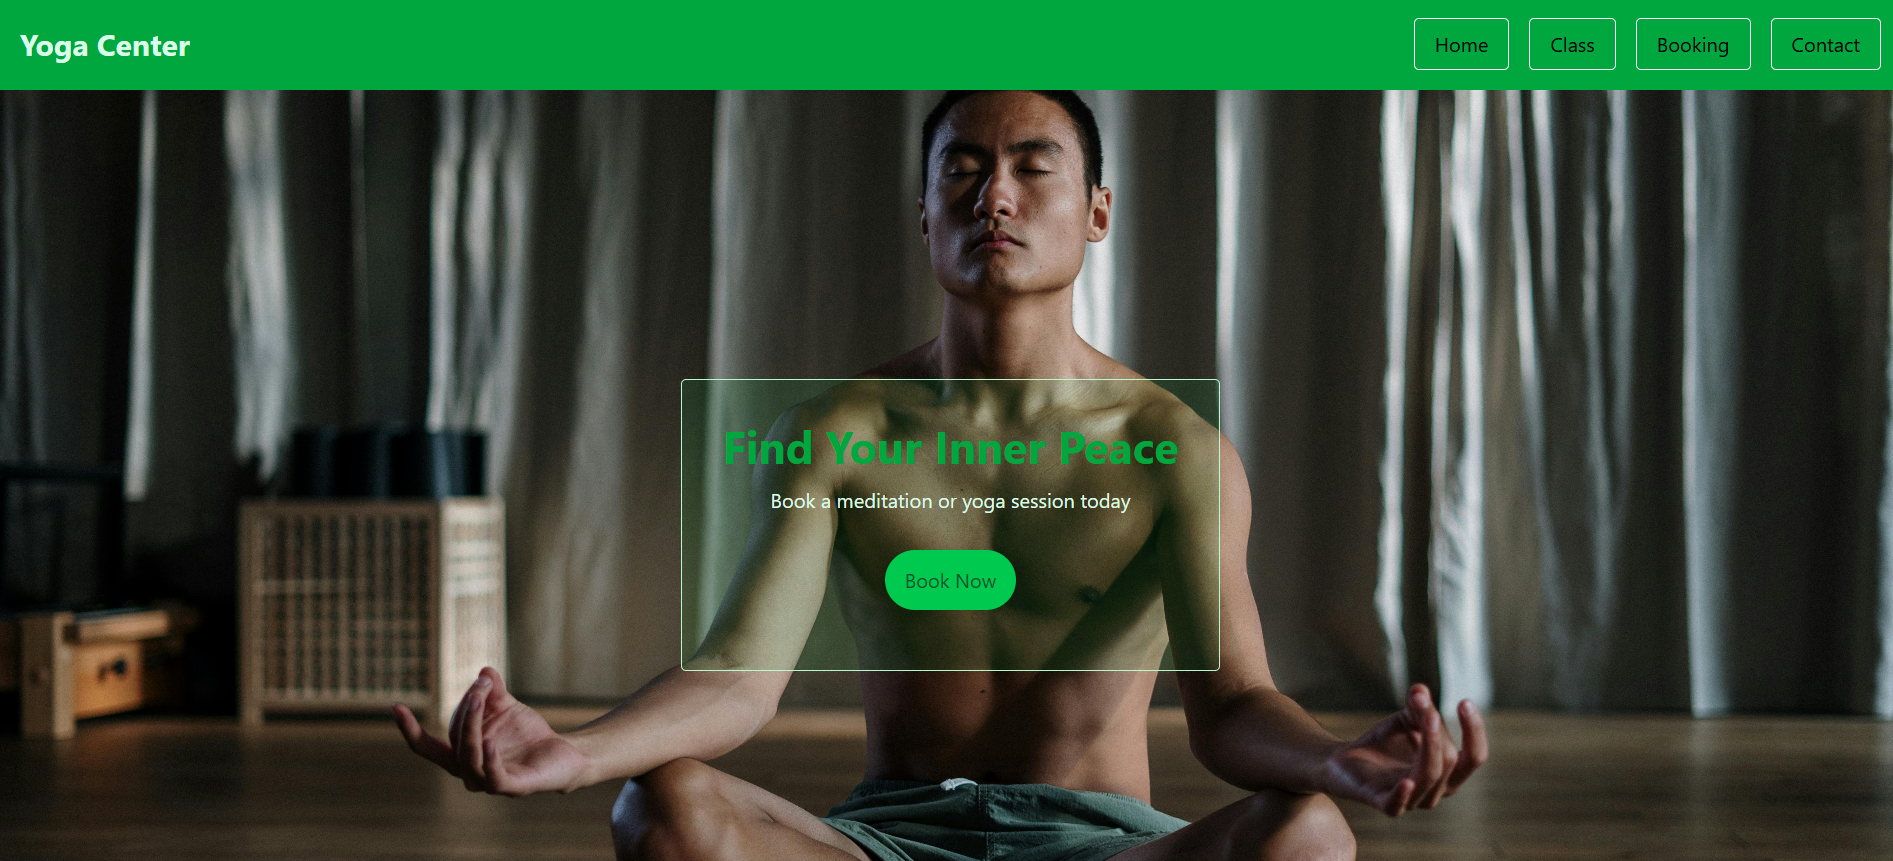 Yoga Center
Home
Class
Booking
Contact
Find Your Inner Peace
Book a meditation or yoga session today
Book Now